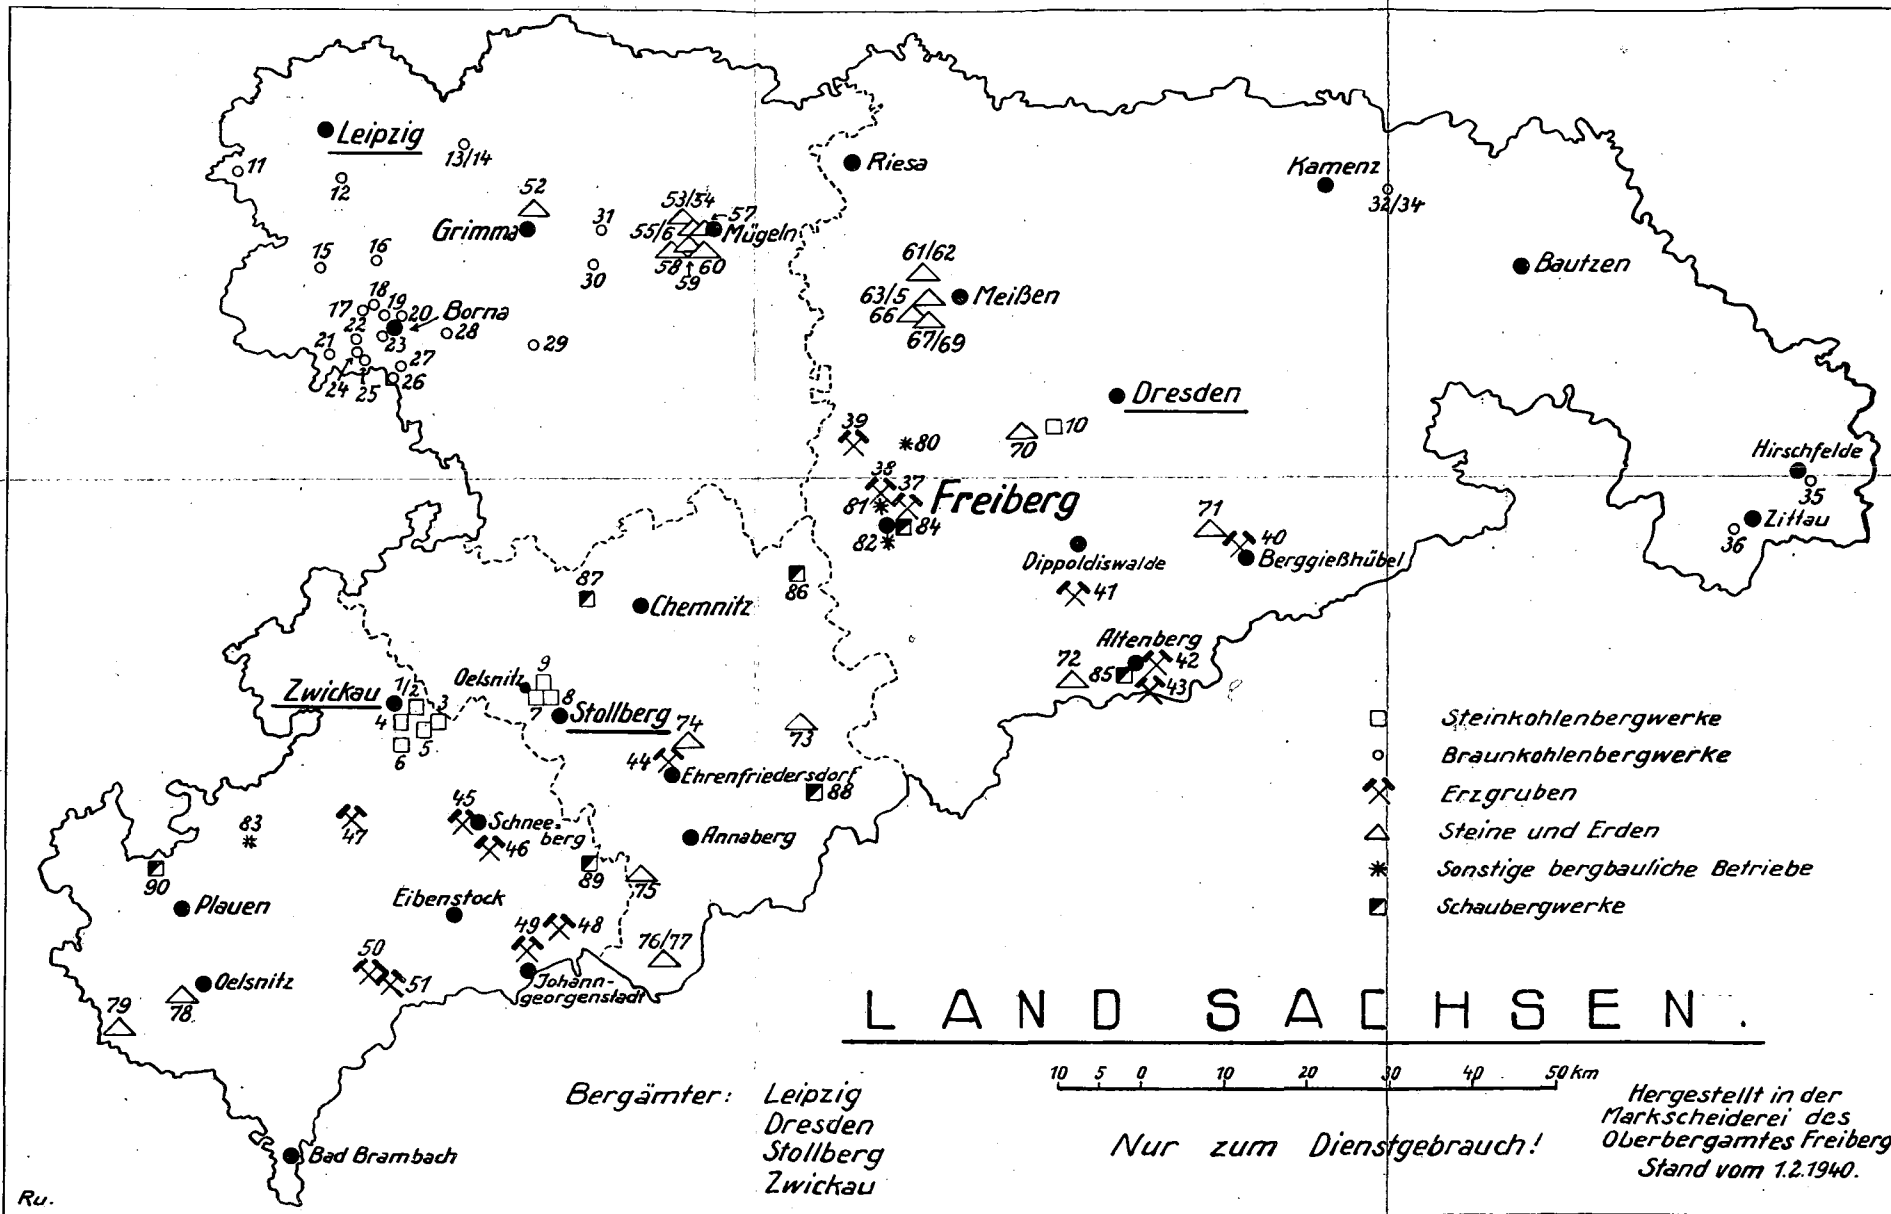 Leipzig
11
12
13/14
52
Grimma
31
30
53/54
57
55/6
Mügeln
58
59
60
Riesa
Kamenz
32/34
Bautzen
15
16
18
17
19
20
Borna
22
23
21
28
29
24
25
27
26
61/62
63/5
Meißen
66
67/69
Dresden
10
70
39
80
38
37
81
Freiberg
84
82
Hirschfelde
35
Zittau
36
71
40
Berggießhübel
Dippoldiswalde
41
87
86
Chemnitz
Altenberg
42
72
85
43
Zwickau
1/2
3
4
5
6
Oelsnitz
9
8
7
Stollberg
74
73
44
Ehrenfriedersdorf
88
Annaberg
45
Schnee-
berg
46
47
83
90
Plauen
Eibenstock
89
75
49
48
76/77
Johann-
georgenstadt
50
51
Oelsnitz
78
79
Bad Brambach
Steinkohlenbergwerke
Braunkohlenbergwerke
Erzgruben
Steine und Erden
Sonstige bergbauliche Betriebe
Schaubergwerke
LAND SACHSEN.
10 5 0 10 20 30 40 50 km
Bergämter: Leipzig
Dresden
Stollberg
Zwickau
Nur zum Dienstgebrauch!
Hergestellt in der
Markscheiderei des
Oberbergamtes Freiberg
Stand vom 1.2.1940.
Ru.